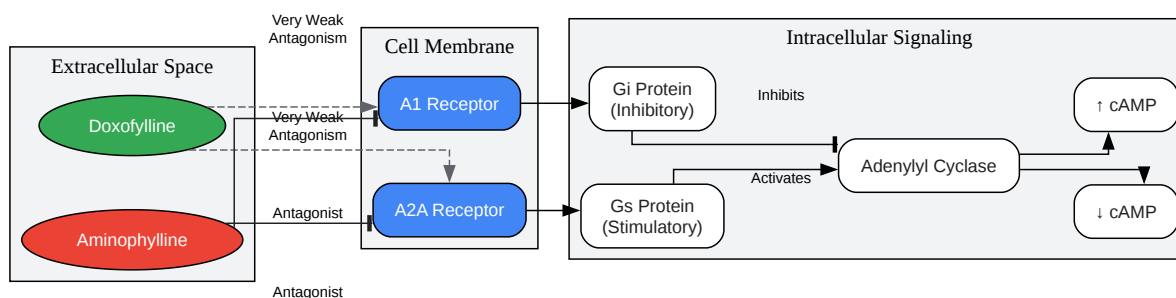 Very Weak
Antagonism
Extracellular Space
Doxofylline
Aminophylline
Very Weak
Antagonism
Antagonist
Antagonist
Cell Membrane
A1 Receptor
A2A Receptor
Intracellular Signaling
Gi Protein
(Inhibitory)
Gs Protein
(Stimulatory)
Inhibits
Activates
Adenylyl Cyclase
↑ cAMP
↓ cAMP